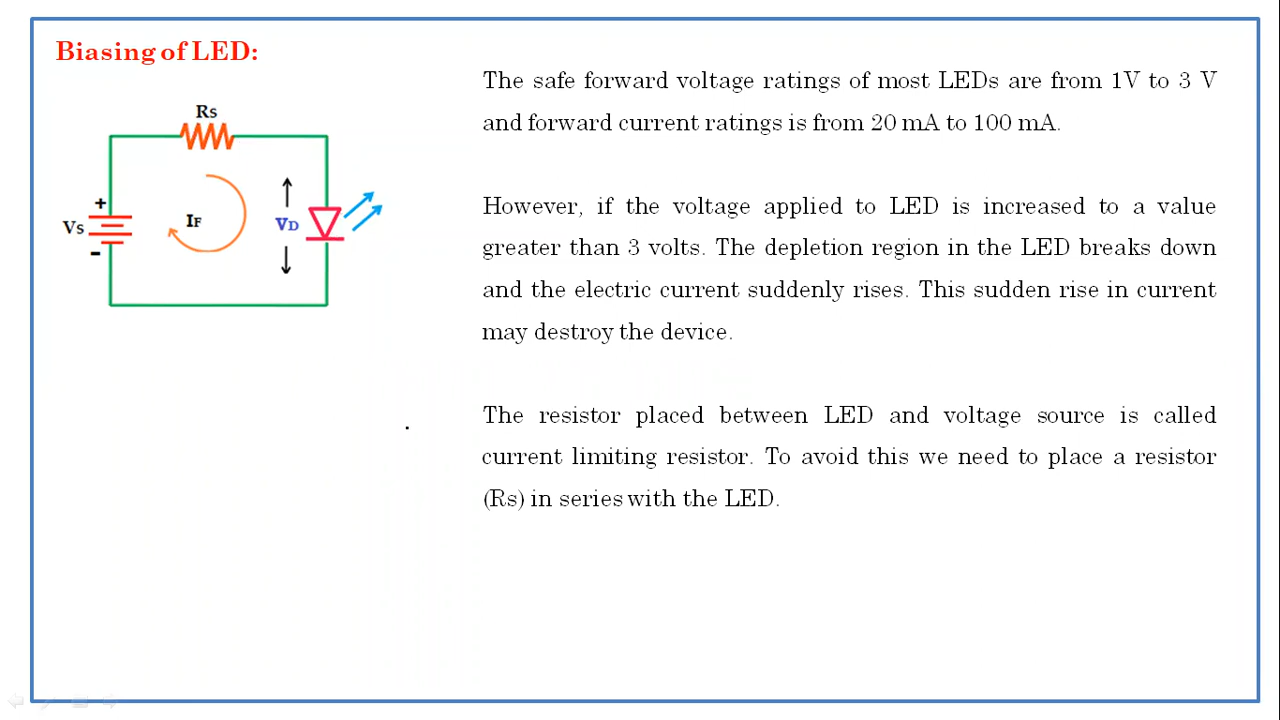 Biasing of LED:
Rs
+
Vs
-
IF
VD
The safe forward voltage ratings of most LEDs are from 1V to 3 V
and forward current ratings is from 20 mA to 100 mA.
However, if the voltage applied to LED is increased to a value
greater than 3 volts. The depletion region in the LED breaks down
and the electric current suddenly rises. This sudden rise in current
may destroy the device.
The resistor placed between LED and voltage source is called
current limiting resistor. To avoid this we need to place a resistor
(Rs) in series with the LED.